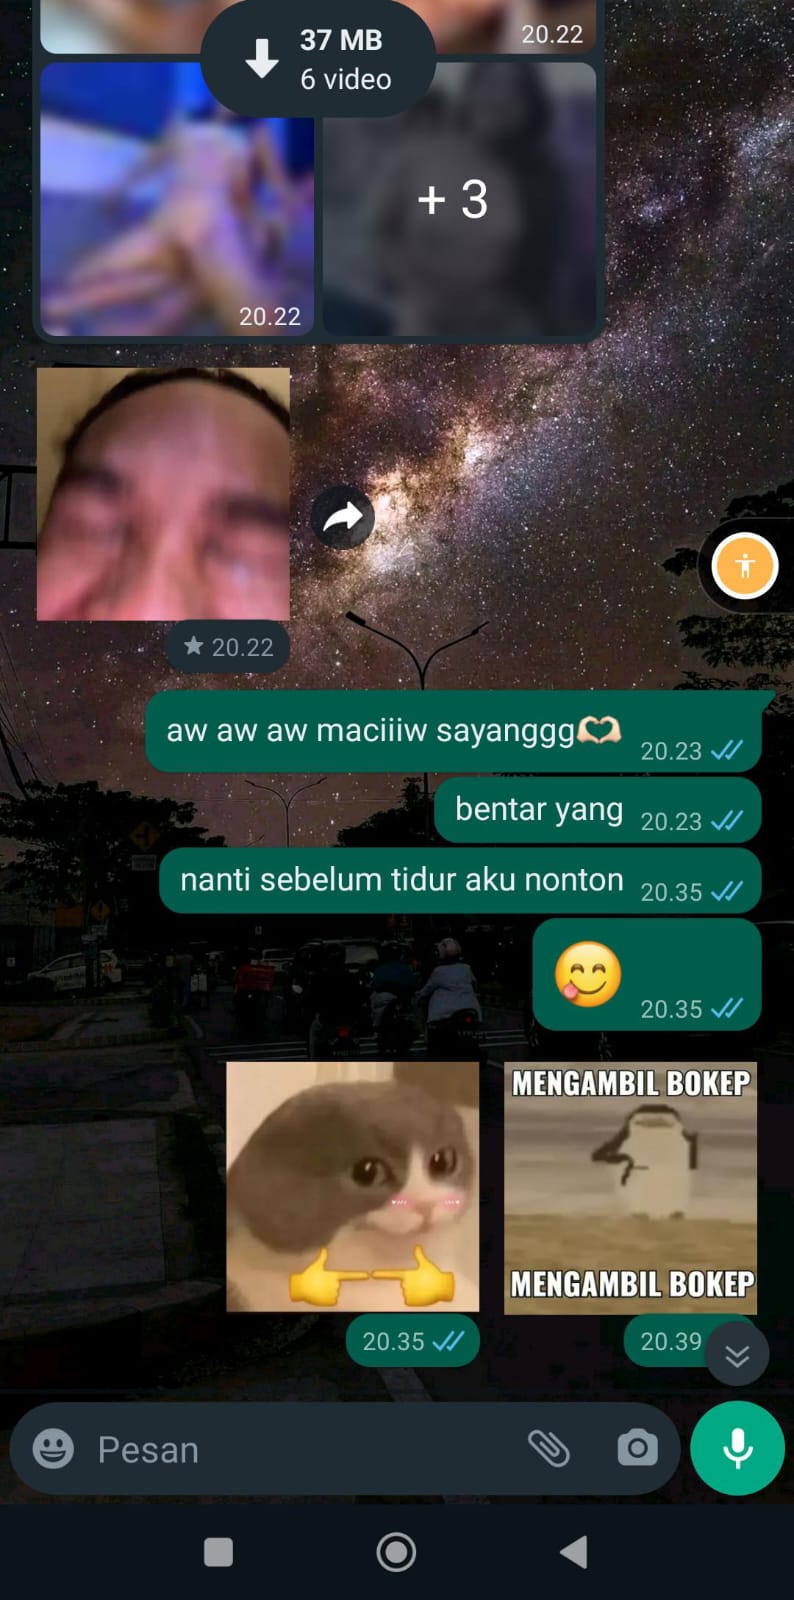 20.22
37 MB
6 video
+ 3
20.22
20.22
aw aw aw maciiiw sayanggg🫶🏻
20.23
bentar yang
20.23
nanti sebelum tidur aku nonton
20.35
😋
20.35
MENGAMBIL BOKEP
MENGAMBIL BOKEP
20.35
20.39
Pesan